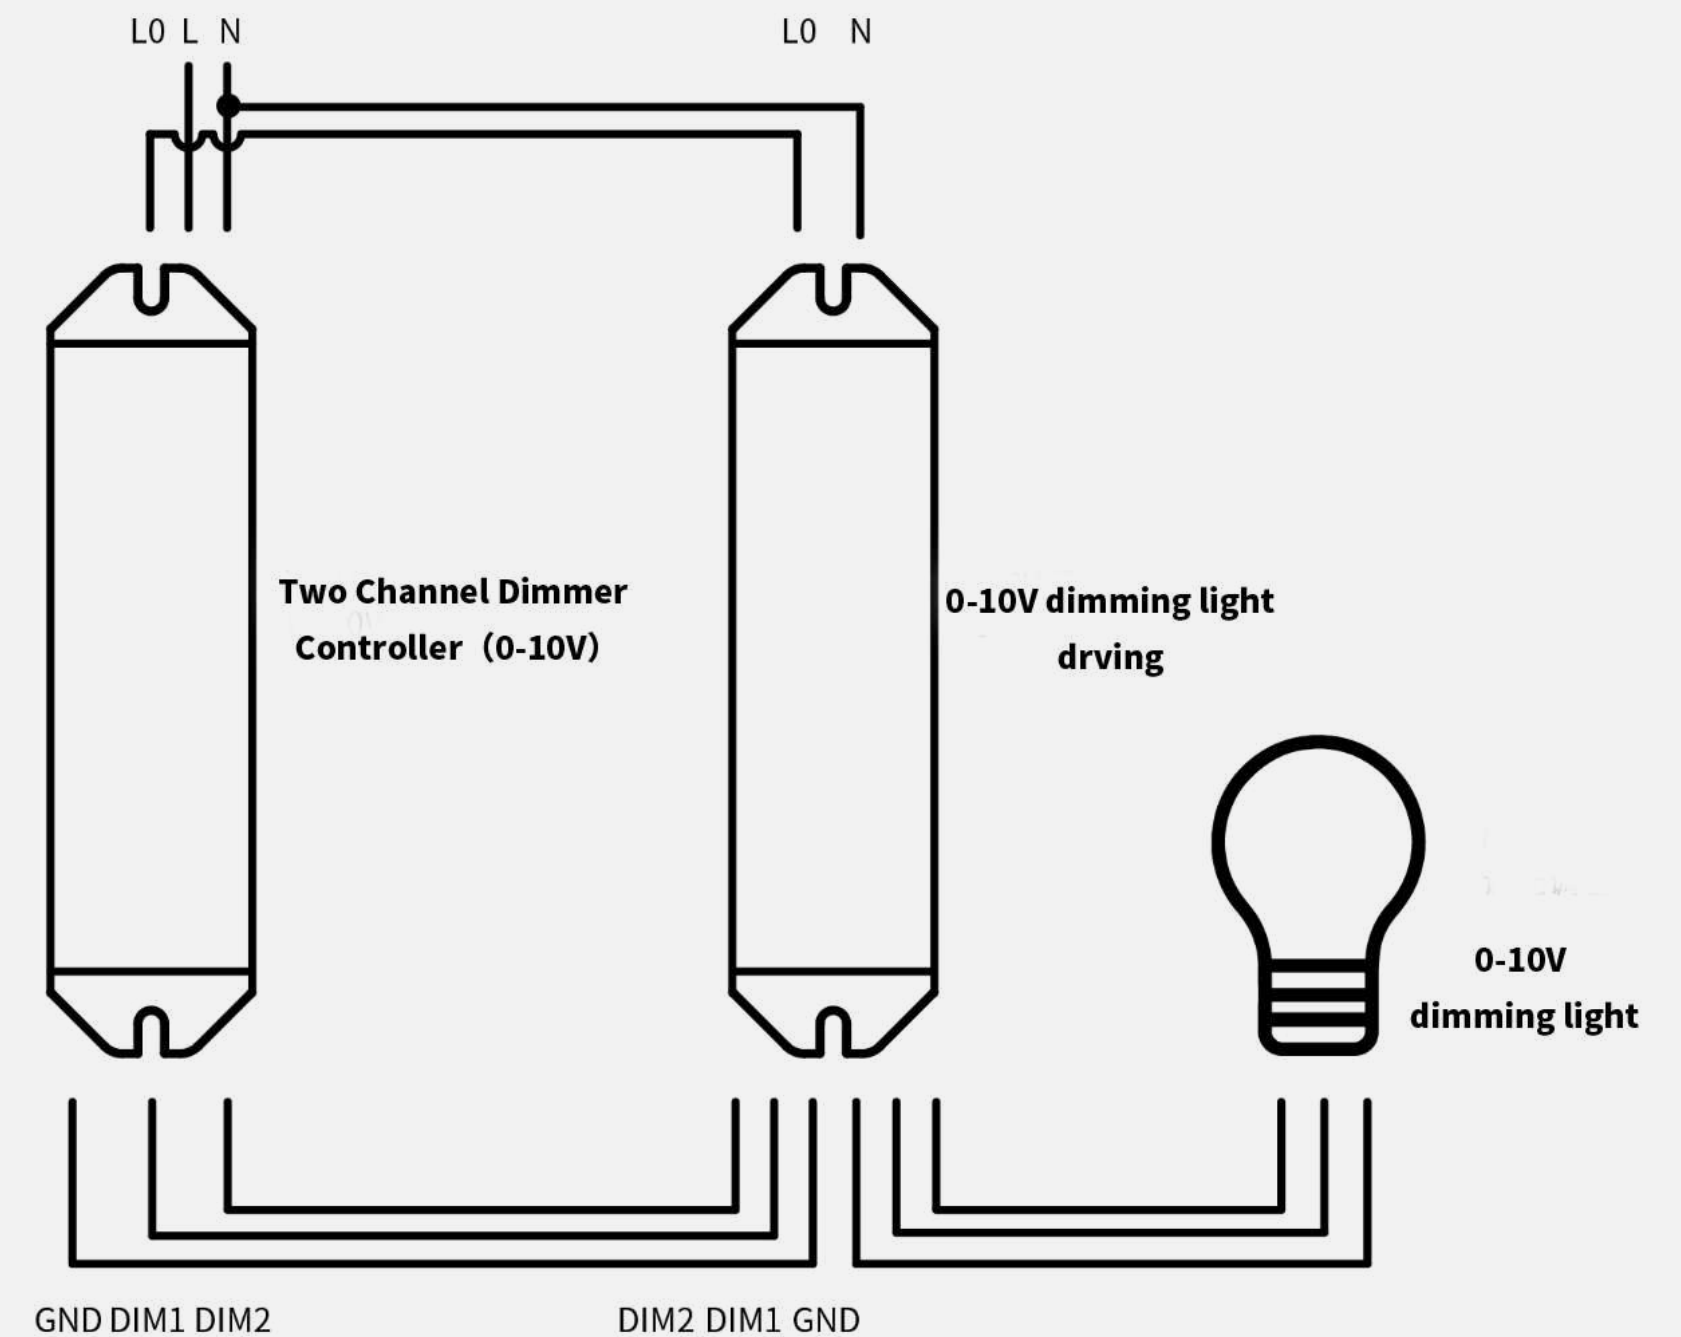 L0 L N
L0 N
Two Channel Dimmer
Controller（0-10V）
0-10V dimming light
drving
0-10V
dimming light
GND DIM1 DIM2
DIM2 DIM1 GND